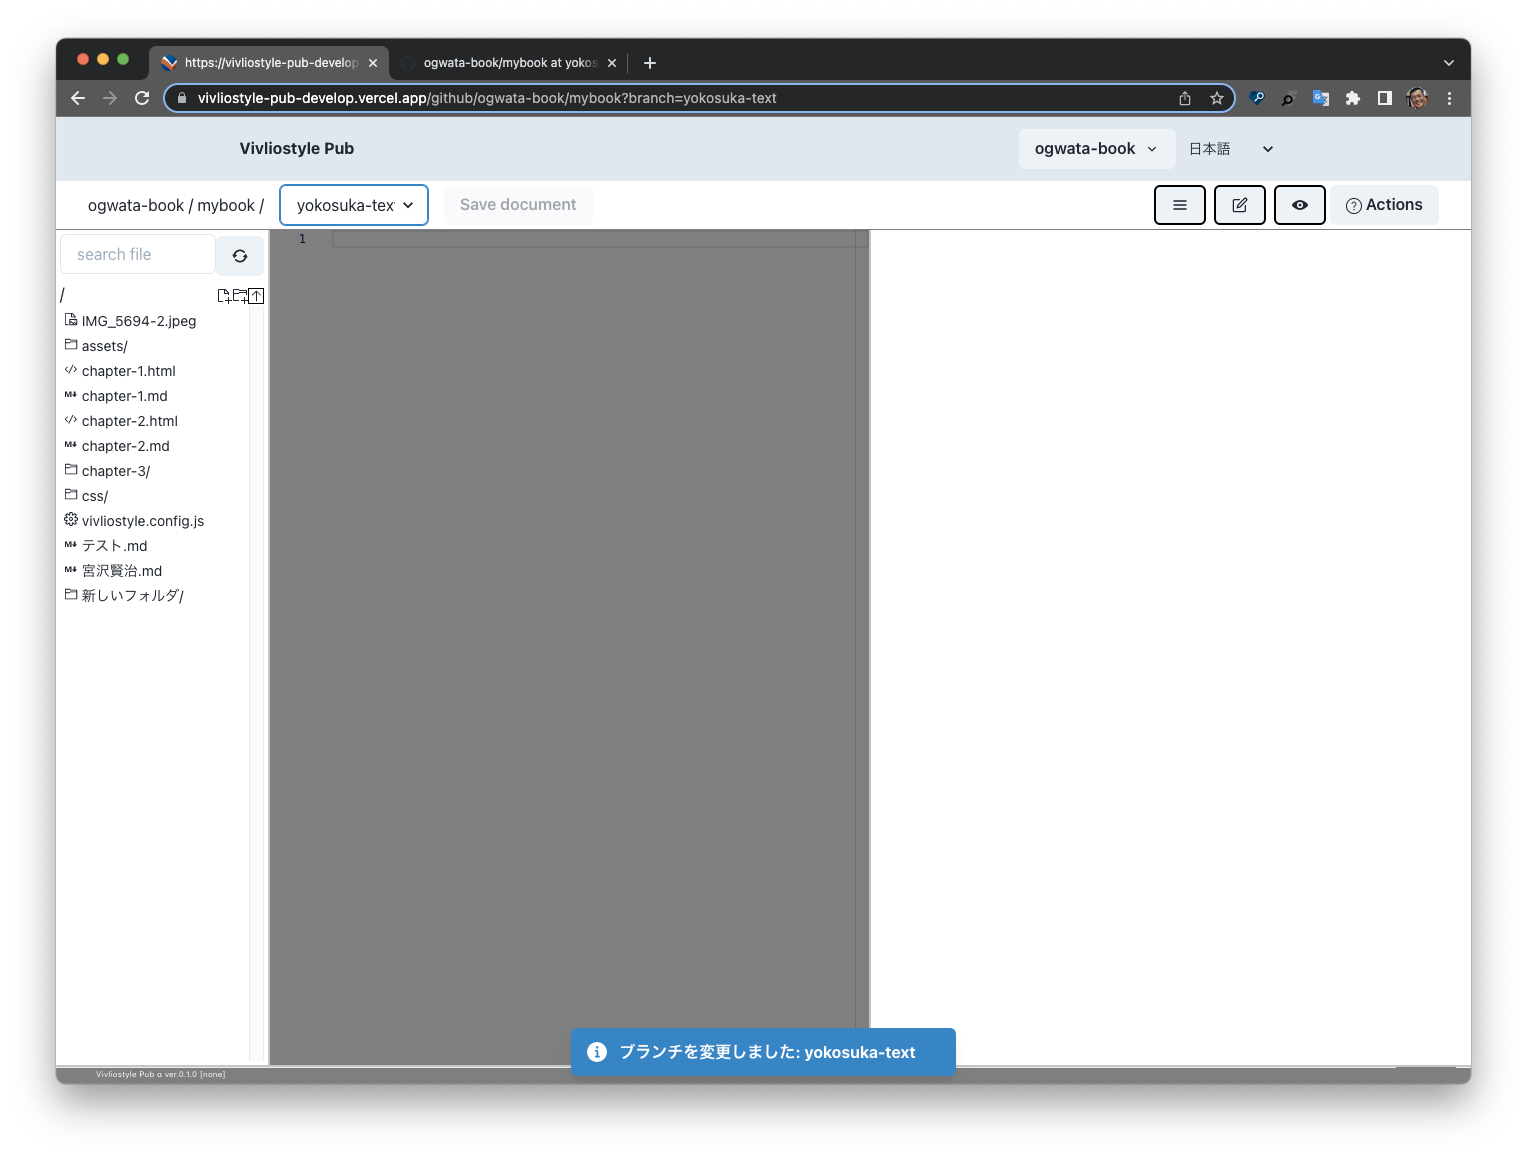 https://vivliostyle-pub-develop
ogwata-book/mybook at yokos
vivliostyle-pub-develop.vercel.app/github/ogwata-book/mybook?branch=yokosuka-text
Vivliostyle Pub
ogwata-book
日本語
ogwata-book / mybook /
yokosuka-tex
Save document
Actions
search file
1
/
IMG_5694-2.jpeg
assets/
chapter-1.html
chapter-1.md
chapter-2.html
chapter-2.md
chapter-3/
css/
vivliostyle.config.js
テスト.md
宮沢賢治.md
新しいフォルダ/
ブランチを変更しました: yokosuka-text
Vivliostyle Pub α ver.0.1.0 [none]